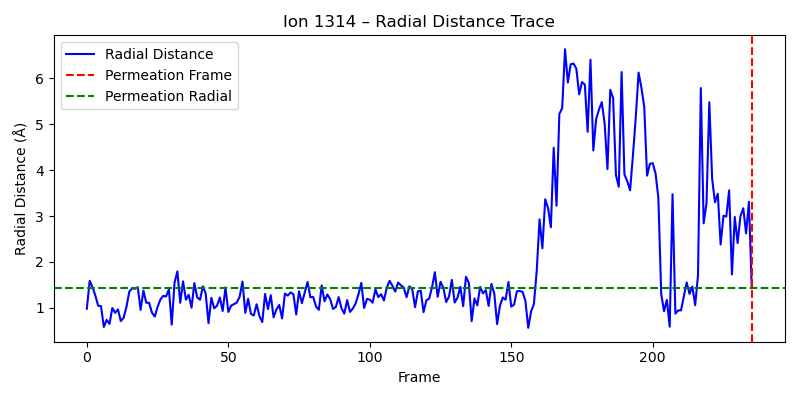 Ion 1314 – Radial Distance Trace
Radial Distance
Permeation Frame
Permeation Radial
Radial Distance (Å)
6
5
4
3
2
1
0 50 100 150 200
Frame